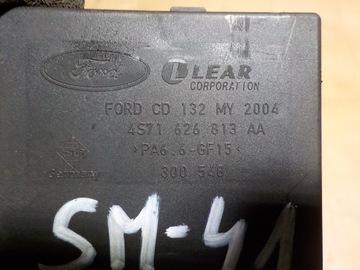 Ford
LEAR
CORPORATION
FORD CD 132 MY 2004
4S71 626 813 AA
>PA6.6-GF15<
300 548
Germany
SM-41